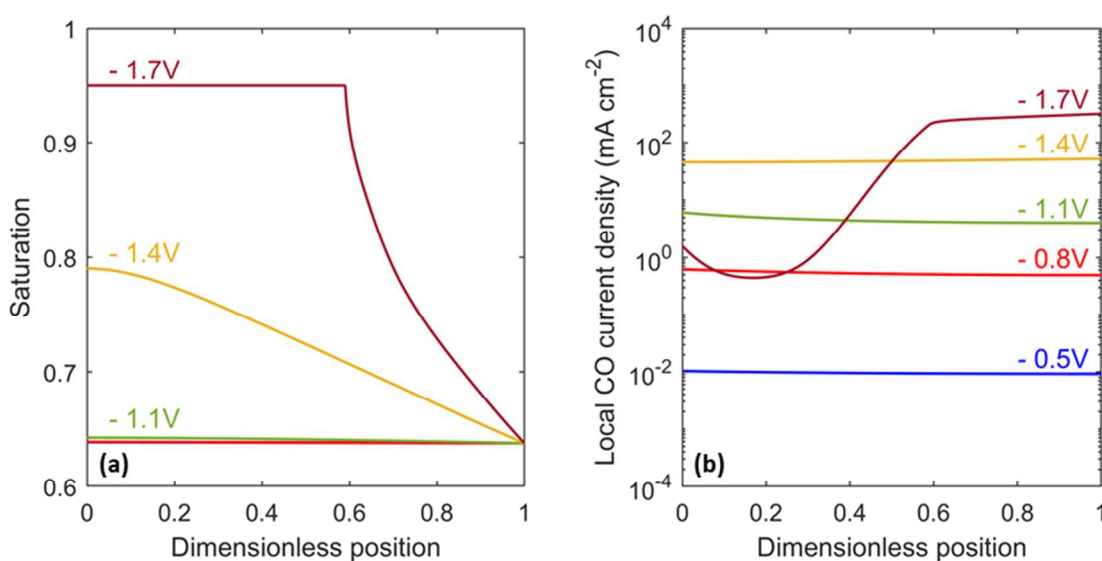 1
0.9
0.8
0.7
0.6
Saturation
- 1.7V
- 1.4V
- 1.1V
(a)
0 0.2 0.4 0.6 0.8 1
Dimensionless position
10⁴
10²
10⁰
10⁻²
10⁻⁴
Local CO current density (mA cm⁻²)
- 1.7V
- 1.4V
- 1.1V
- 0.8V
- 0.5V
(b)
0 0.2 0.4 0.6 0.8 1
Dimensionless position